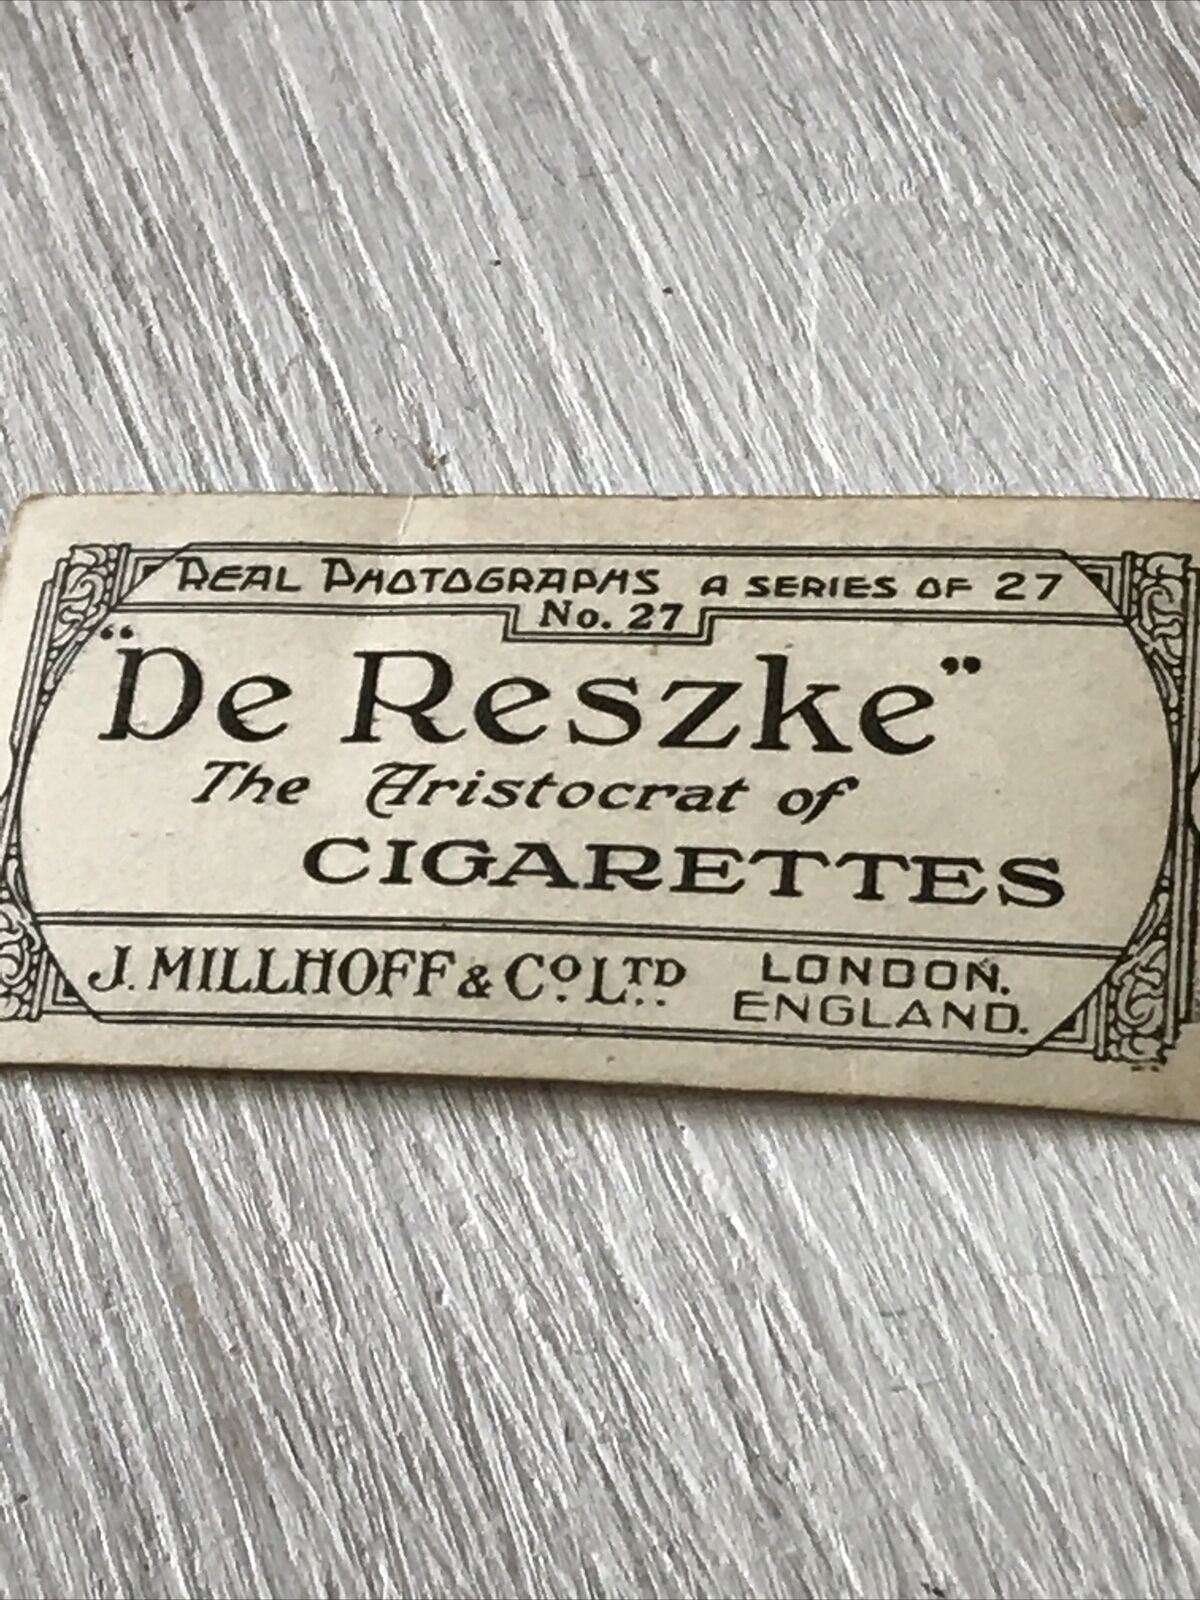 REAL PHOTOGRAPHS A SERIES OF 27
No. 27
"De Reszke"
The Aristocrat of
CIGARETTES
J. MILLHOFF & Co. LTD. LONDON.
ENGLAND.